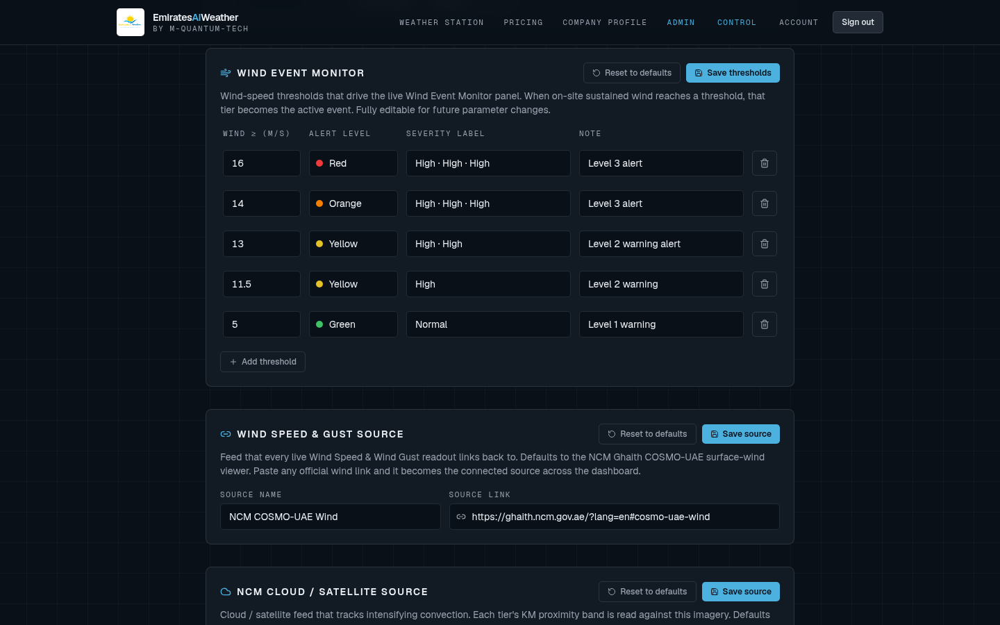 EmiratesAIWeather
BY M-QUANTUM-TECH
WEATHER STATION
PRICING
COMPANY PROFILE
ADMIN
CONTROL
ACCOUNT
Sign out
WIND EVENT MONITOR
Reset to defaults
Save thresholds
Wind-speed thresholds that drive the live Wind Event Monitor panel. When on-site sustained wind reaches a threshold, that
tier becomes the active event. Fully editable for future parameter changes.
WIND ≥ (M/S)
ALERT LEVEL
SEVERITY LABEL
NOTE
16
Red
High · High · High
Level 3 alert
14
Orange
High · High · High
Level 3 alert
13
Yellow
High · High
Level 2 warning alert
11.5
Yellow
High
Level 2 warning
5
Green
Normal
Level 1 warning
Add threshold
WIND SPEED & GUST SOURCE
Reset to defaults
Save source
Feed that every live Wind Speed & Wind Gust readout links back to. Defaults to the NCM Ghaith COSMO-UAE surface-wind
viewer. Paste any official wind link and it becomes the connected source across the dashboard.
SOURCE NAME
SOURCE LINK
NCM COSMO-UAE Wind
https://ghaith.ncm.gov.ae/?lang=en#cosmo-uae-wind
NCM CLOUD / SATELLITE SOURCE
Reset to defaults
Save source
Cloud / satellite feed that tracks intensifying convection. Each tier's KM proximity band is read against this imagery. Defaults